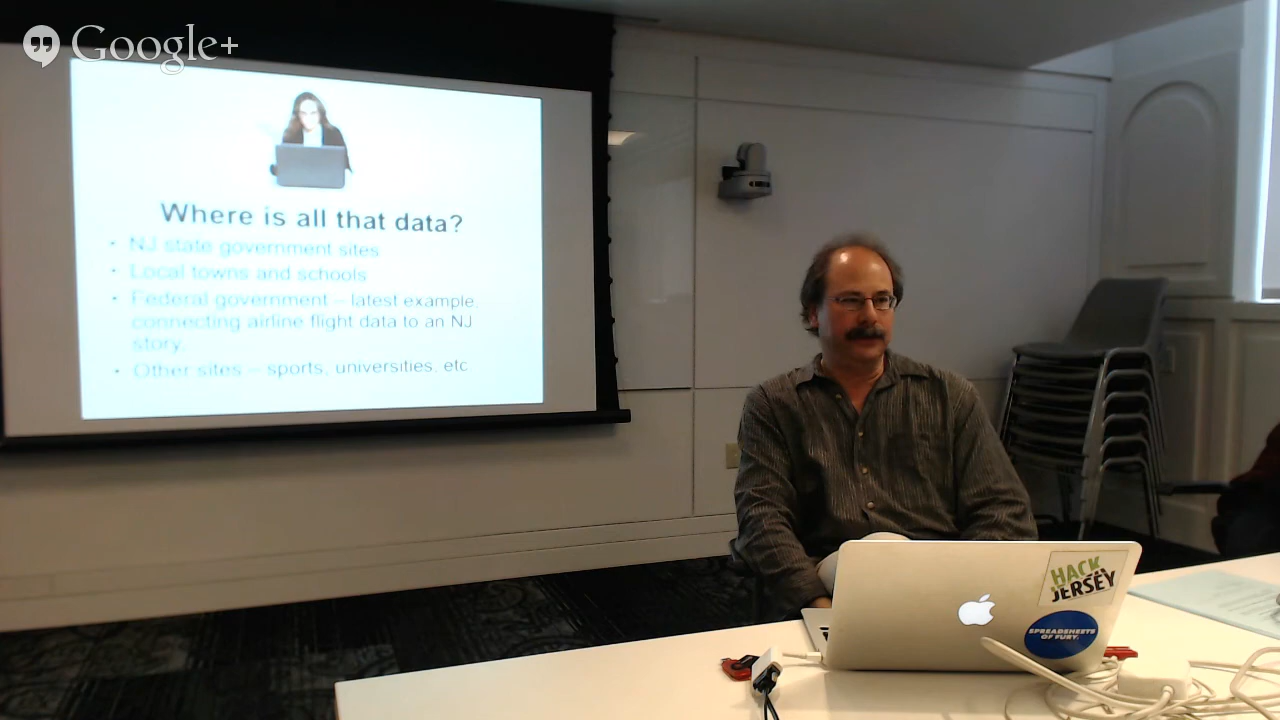 Google+
Where is all that data?
• NJ state government sites
• Local towns and schools
• Federal government – latest example,
connecting airline flight data to an NJ
story.
• Other sites – sports, universities, etc
HACK
JERSEY
SPREADSHEETS
OF FURY.